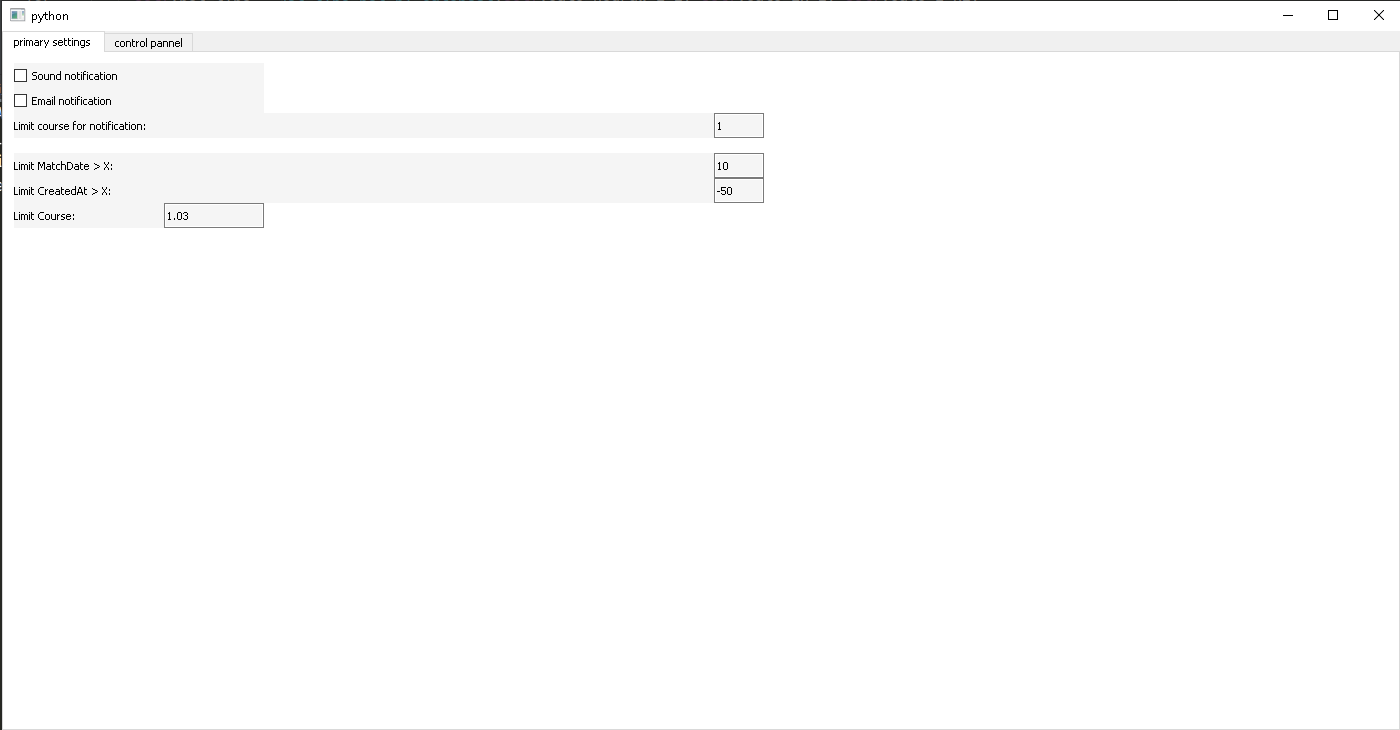 python
primary settings control pannel
Sound notification
Email notification
Limit course for notification: 1
Limit MatchDate > X: 10
Limit CreatedAt > X: -50
Limit Course: 1.03